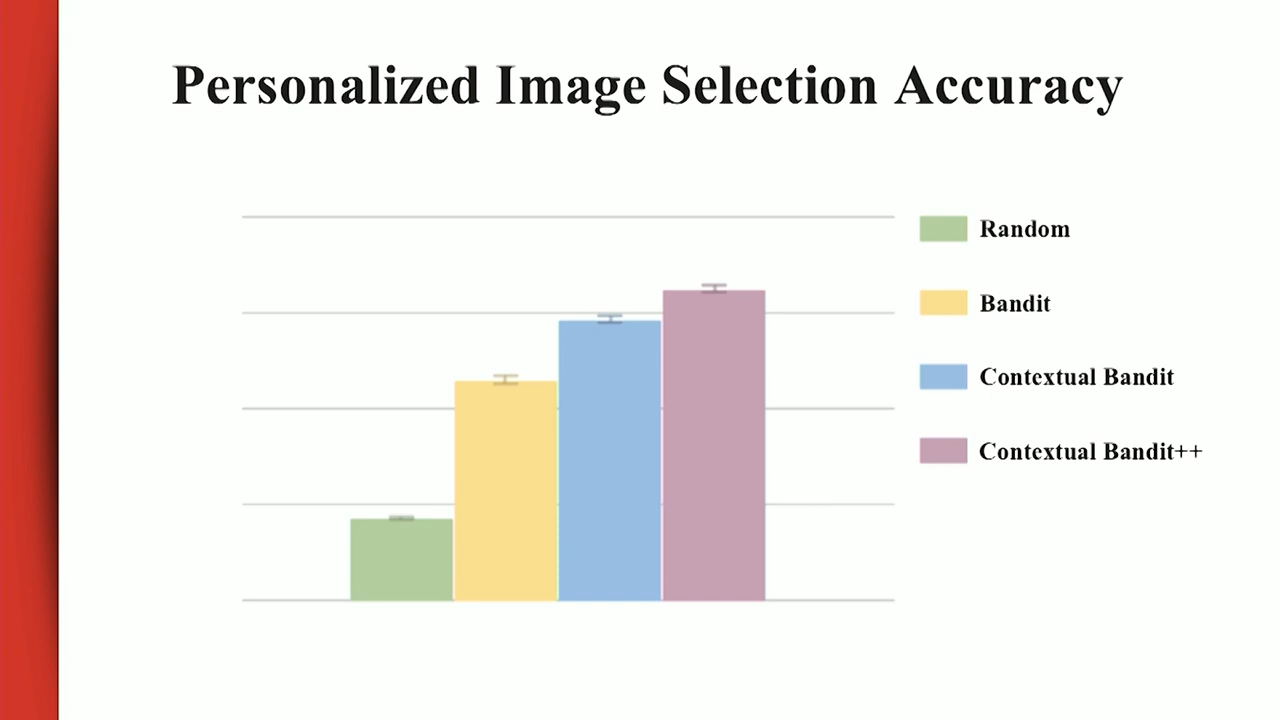 Personalized Image Selection Accuracy
Random
Bandit
Contextual Bandit
Contextual Bandit++